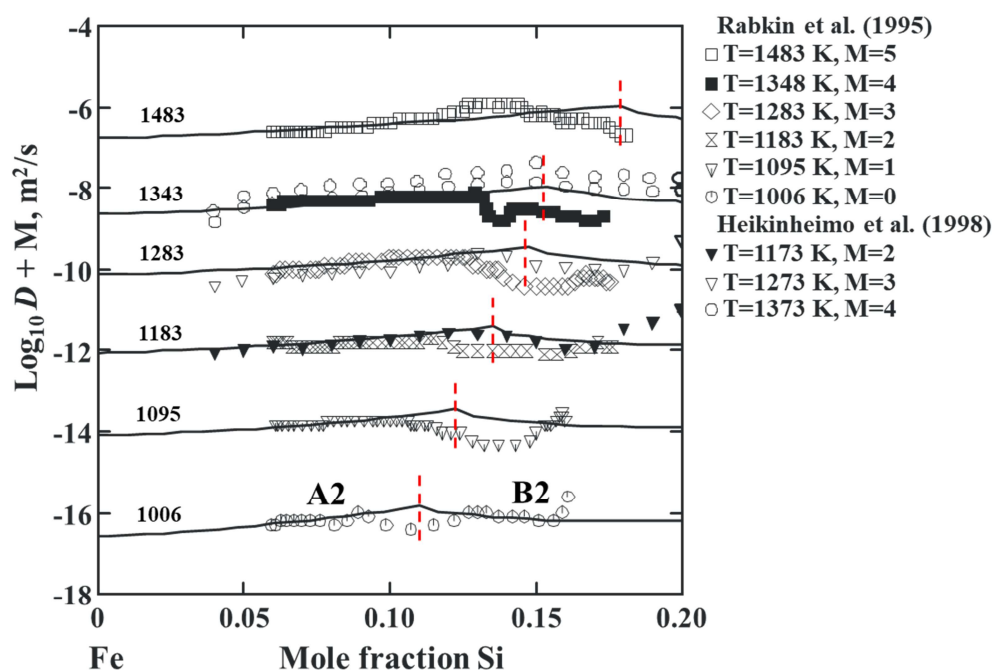 -4
-6
-8
-10
-12
-14
-16
-18
Log10 D + M, m²/s
1483
1343
1283
1183
1095
1006
A2
B2
0
0.05
0.10
0.15
0.20
Fe
Mole fraction Si
Rabkin et al. (1995)
T=1483 K, M=5
T=1348 K, M=4
T=1283 K, M=3
T=1183 K, M=2
T=1095 K, M=1
T=1006 K, M=0
Heikinheimo et al. (1998)
T=1173 K, M=2
T=1273 K, M=3
T=1373 K, M=4